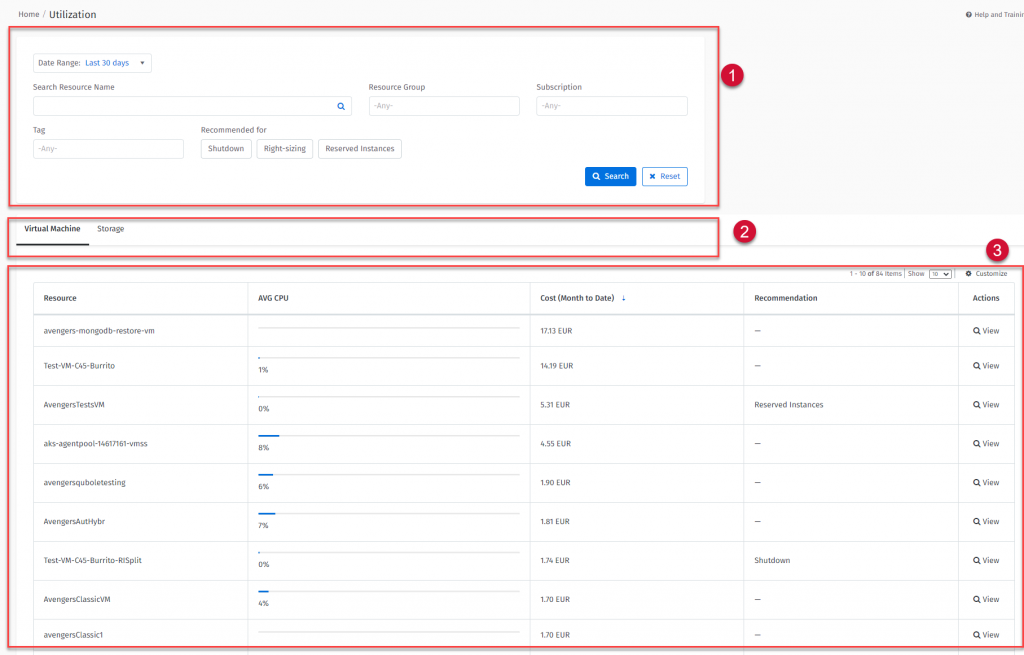 Home / Utilization
Help and Trainin
Date Range: Last 30 days
1
Search Resource Name Resource Group Subscription
-Any- -Any-
Tag Recommended for
-Any- Shutdown Right-sizing Reserved Instances
Search Reset
Virtual Machine Storage
2
3
1 - 10 of 84 items Show 10 Customize
Resource AVG CPU Cost (Month to Date) ↓ Recommendation Actions
avengers-mongodb-restore-vm 17.13 EUR — View
Test-VM-C45-Burrito 1% 14.19 EUR — View
AvengersTestsVM 0% 5.31 EUR Reserved Instances View
aks-agentpool-14617161-vmss 8% 4.55 EUR — View
avengersquboletesting 6% 1.90 EUR — View
AvengersAutHybr 7% 1.81 EUR — View
Test-VM-C45-Burrito-RISplit 0% 1.74 EUR Shutdown View
AvengersClassicVM 4% 1.70 EUR — View
avengersClassic1 1.70 EUR — View